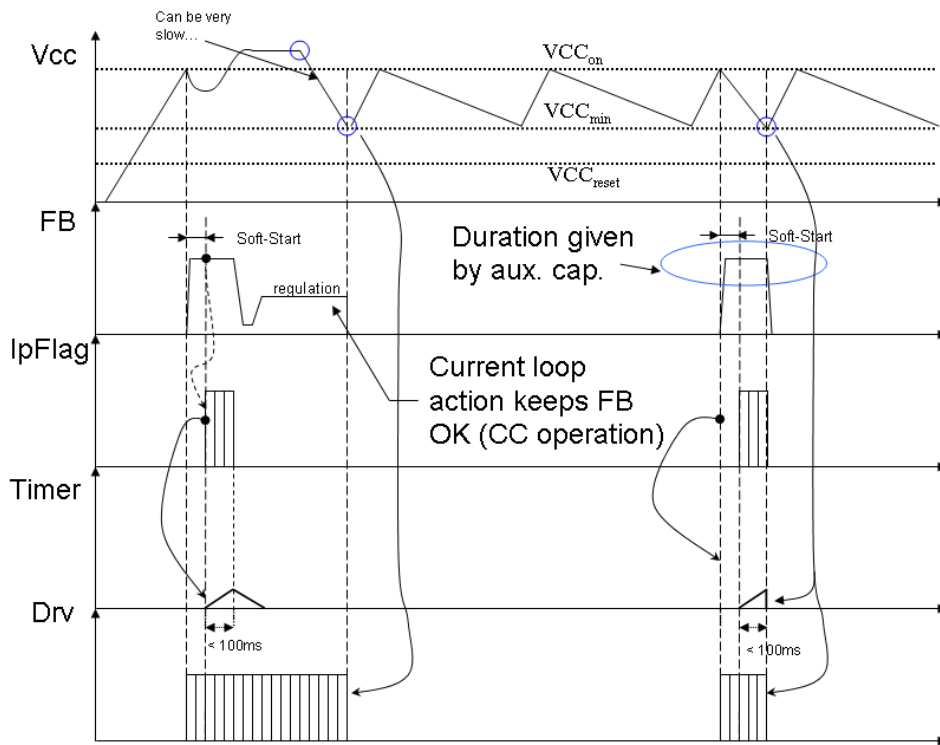 Can be very
slow...
Vcc
VCCon
VCCmin
VCCreset
FB
Soft-Start
Duration given
by aux. cap.
Soft-Start
regulation
IpFlag
Current loop
action keeps FB
OK (CC operation)
Timer
Drv
< 100ms
< 100ms